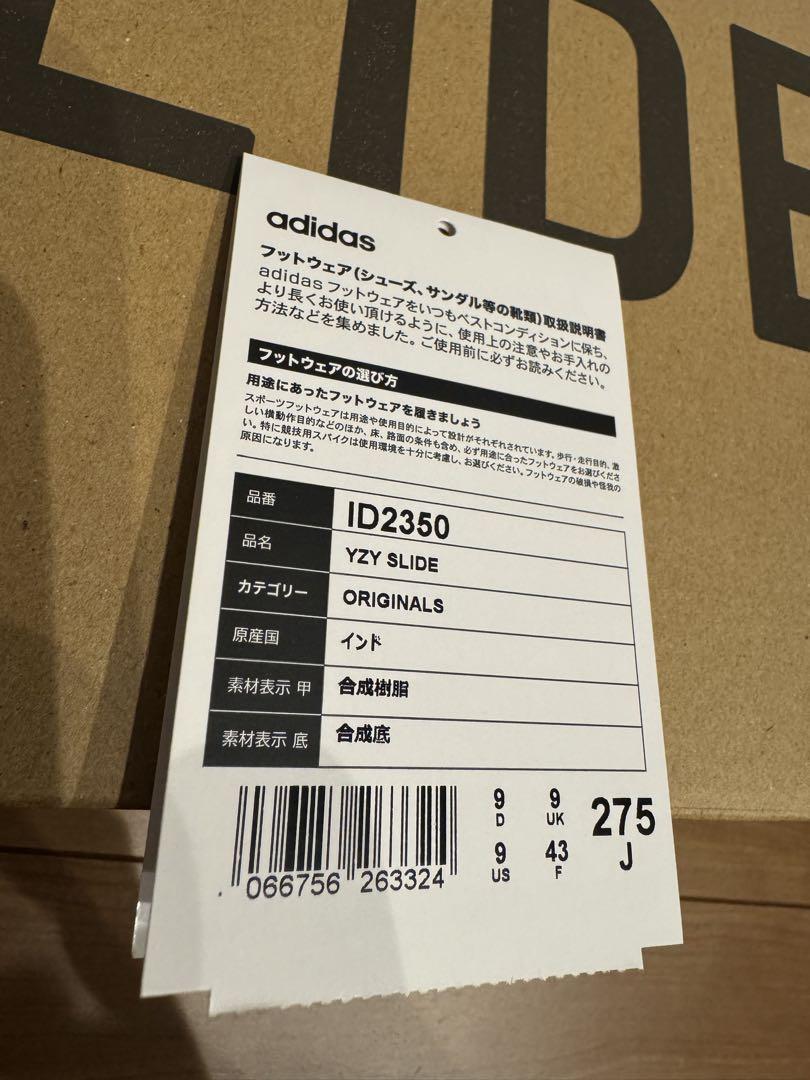 LIDE
adidas
フットウェア(シューズ、サンダル等の靴類)取扱説明書
adidas フットウェアをいつもベストコンディションに保ち、
より長くお使い頂けるように、使用上の注意やお手入れの
方法などを集めました。ご使用前に必ずお読みください。
フットウェアの選び方
用途にあったフットウェアを履きましょう
スポーツフットウェアは用途や使用目的によって設計がそれぞれされています。歩行・走行目的、激
しい横動作目的などのほか、床、路面の条件も含め、必ず用途に合ったフットウェアをお選びくださ
い。特に競技用スパイクは使用環境を十分に考慮し、お選びください。フットウェアの破損や怪我の
原因になります。
品番 ID2350
品名 YZY SLIDE
カテゴリー ORIGINALS
原産国 インド
素材表示 甲 合成樹脂
素材表示 底 合成底
9 9 275
D UK J
9 43
US F
066756 263324